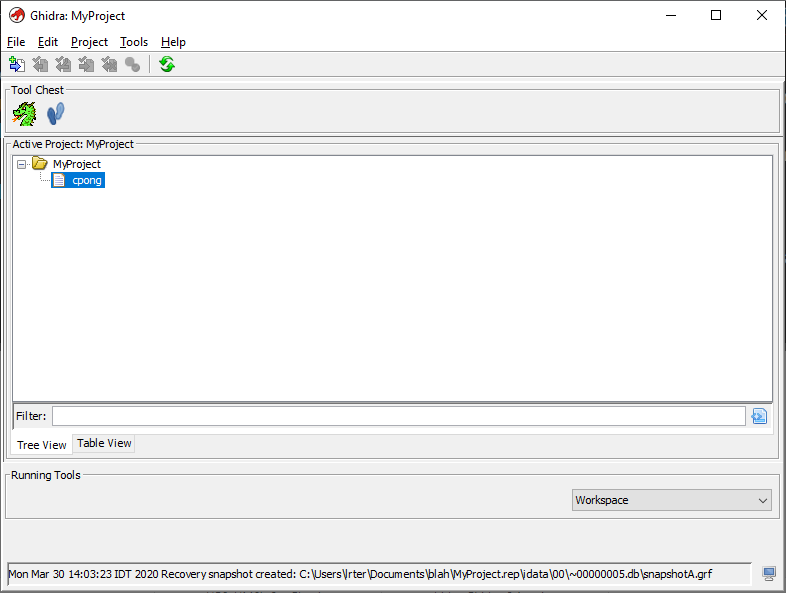 Ghidra: MyProject
File Edit Project Tools Help
Tool Chest
Active Project: MyProject
MyProject
cpong
Filter:
Tree View Table View
Running Tools
Workspace
Mon Mar 30 14:03:23 IDT 2020 Recovery snapshot created: C:\Users\lrter\Documents\blah\MyProject.rep\idata\00\~00000005.db\snapshotA.grf